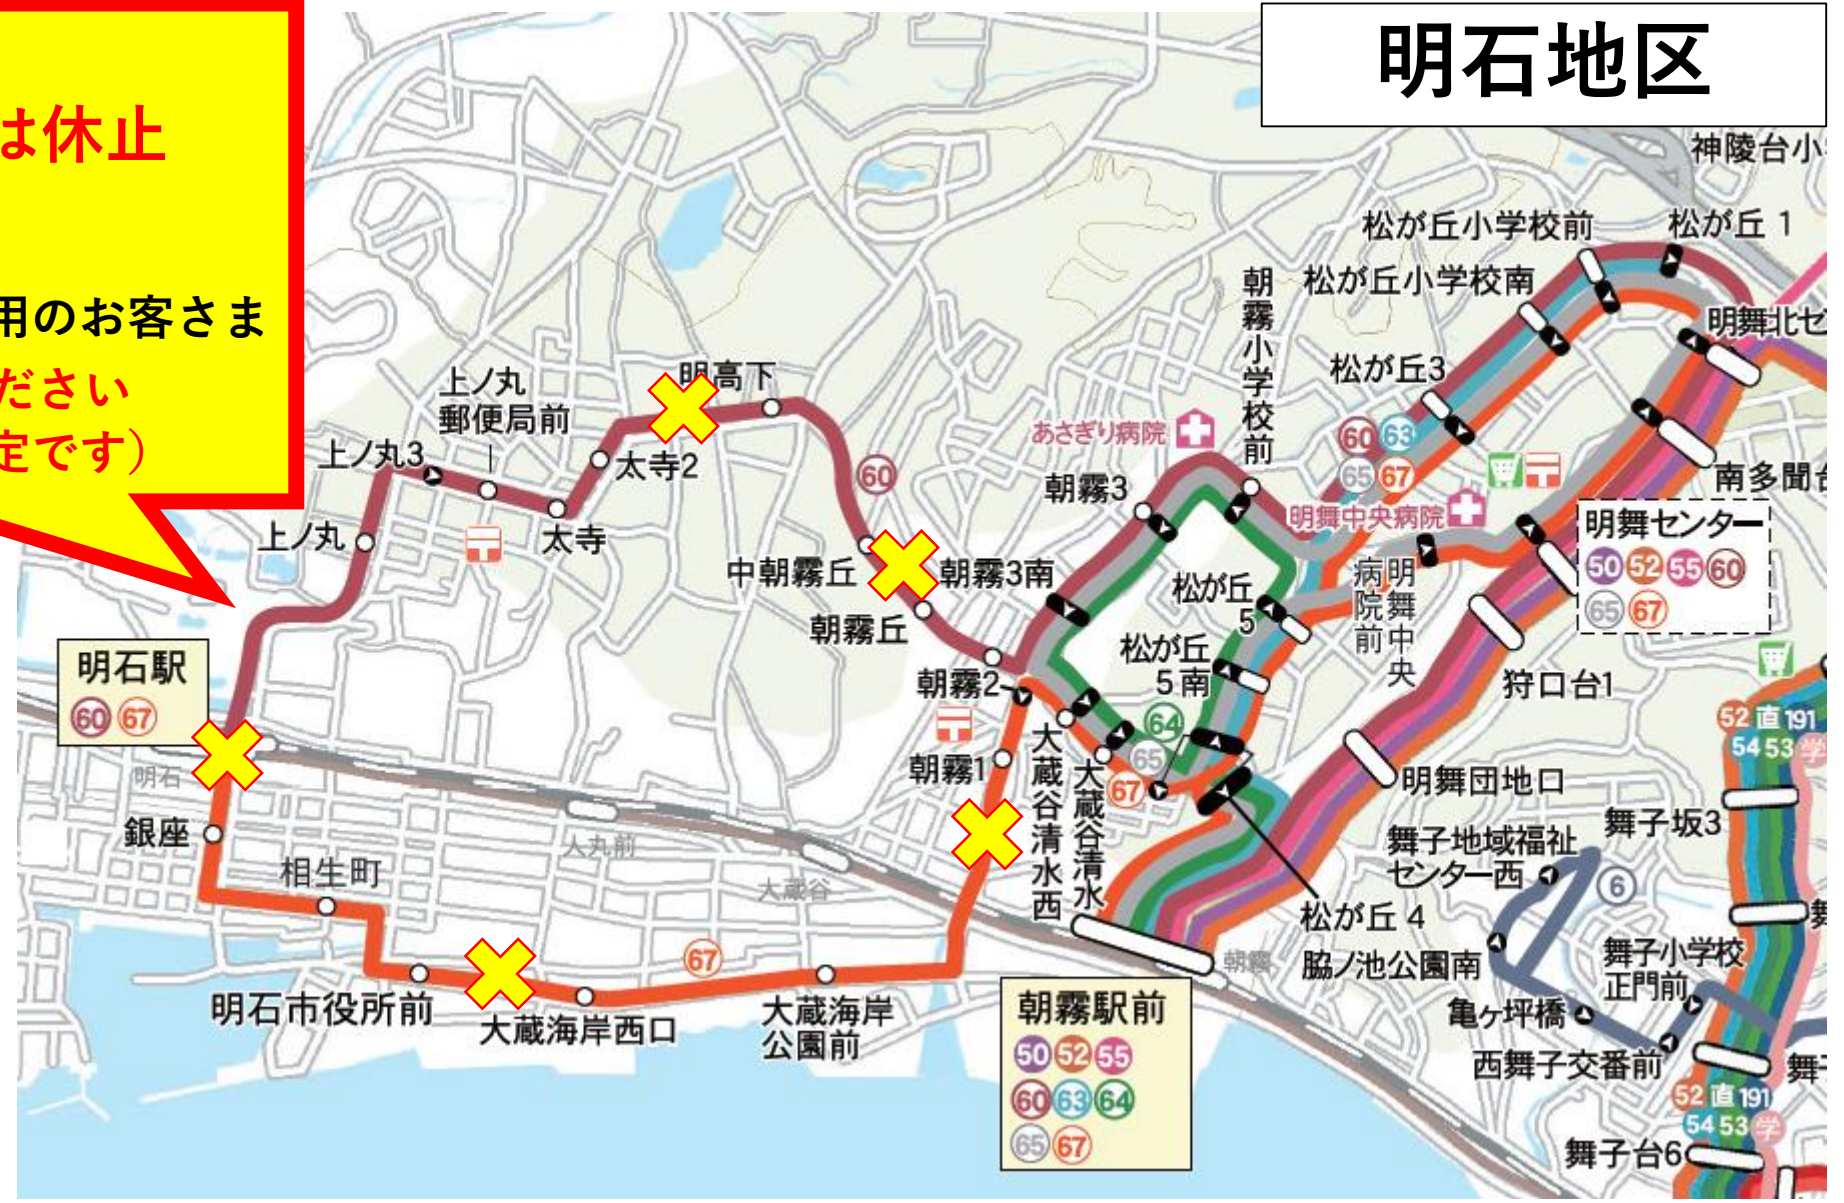 明石地区
は休止
用のお客さま
ださい
定です）
神陵台小
松が丘小学校前
松が丘 1
松が丘小学校南
明舞北セ
朝霧小学校前
松が丘3
上ノ丸
郵便局前
明高下
あさぎり病院
60 63
65 67
上ノ丸3
太寺2
60
朝霧3
南多聞台
明舞中央病院
明舞センター
50 52 55 60
65 67
上ノ丸
太寺
中朝霧丘
朝霧3南
松が丘
5
明舞中央
病院前
朝霧丘
松が丘
5南
狩口台1
明石駅
60 67
朝霧2
64
65
67
52 直 191
54 53 学
明石
朝霧1
大蔵谷清水西
大蔵谷清水
明舞団地口
銀座
人丸前
舞子坂3
相生町
大蔵谷
舞子地域福祉
センター西
6
松が丘 4
舞
67
朝霧
脇ノ池公園南
舞子小学校
正門前
明石市役所前
大蔵海岸西口
大蔵海岸
公園前
亀ヶ坪橋
西舞子交番前
舞子
朝霧駅前
50 52 55
60 63 64
65 67
52 直 191
54 53 学
舞子台6